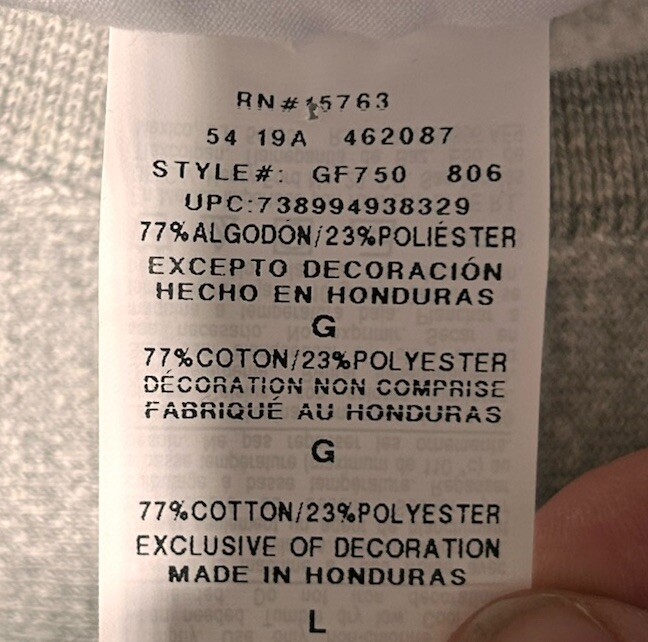 RN#15763
54 19A 462087
STYLE#: GF750 806
UPC:738994938329
77%ALGODÓN/23%POLIÉSTER
EXCEPTO DECORACIÓN
HECHO EN HONDURAS
G
77%COTON/23%POLYESTER
DÉCORATION NON COMPRISE
FABRIQUÉ AU HONDURAS
G
77%COTTON/23%POLYESTER
EXCLUSIVE OF DECORATION
MADE IN HONDURAS
L